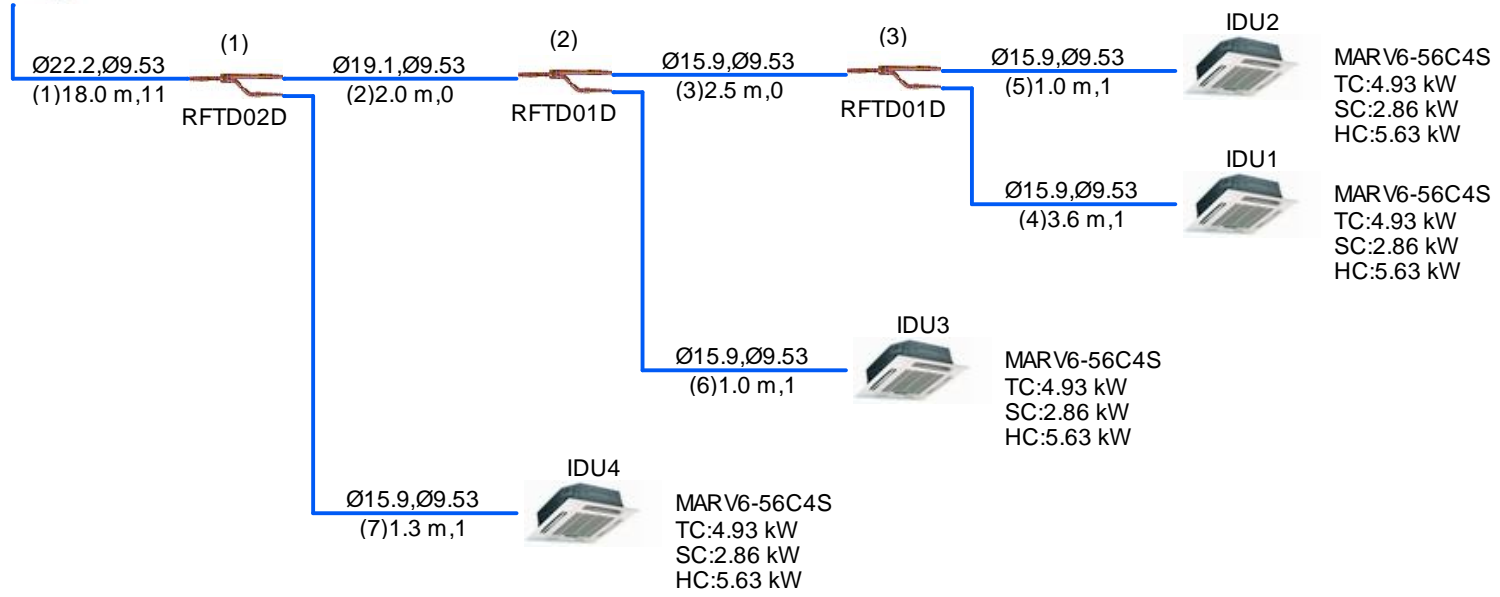 IDU2
(1)
(2)
(3)
Ø22.2,Ø9.53
Ø19.1,Ø9.53
Ø15.9,Ø9.53
Ø15.9,Ø9.53
MARV6-56C4S
(1)18.0 m,11
(2)2.0 m,0
(3)2.5 m,0
(5)1.0 m,1
TC:4.93 kW
RFTD02D
RFTD01D
RFTD01D
SC:2.86 kW
HC:5.63 kW
IDU1
Ø15.9,Ø9.53
MARV6-56C4S
(4)3.6 m,1
TC:4.93 kW
SC:2.86 kW
HC:5.63 kW
IDU3
Ø15.9,Ø9.53
MARV6-56C4S
(6)1.0 m,1
TC:4.93 kW
SC:2.86 kW
HC:5.63 kW
IDU4
Ø15.9,Ø9.53
MARV6-56C4S
(7)1.3 m,1
TC:4.93 kW
SC:2.86 kW
HC:5.63 kW